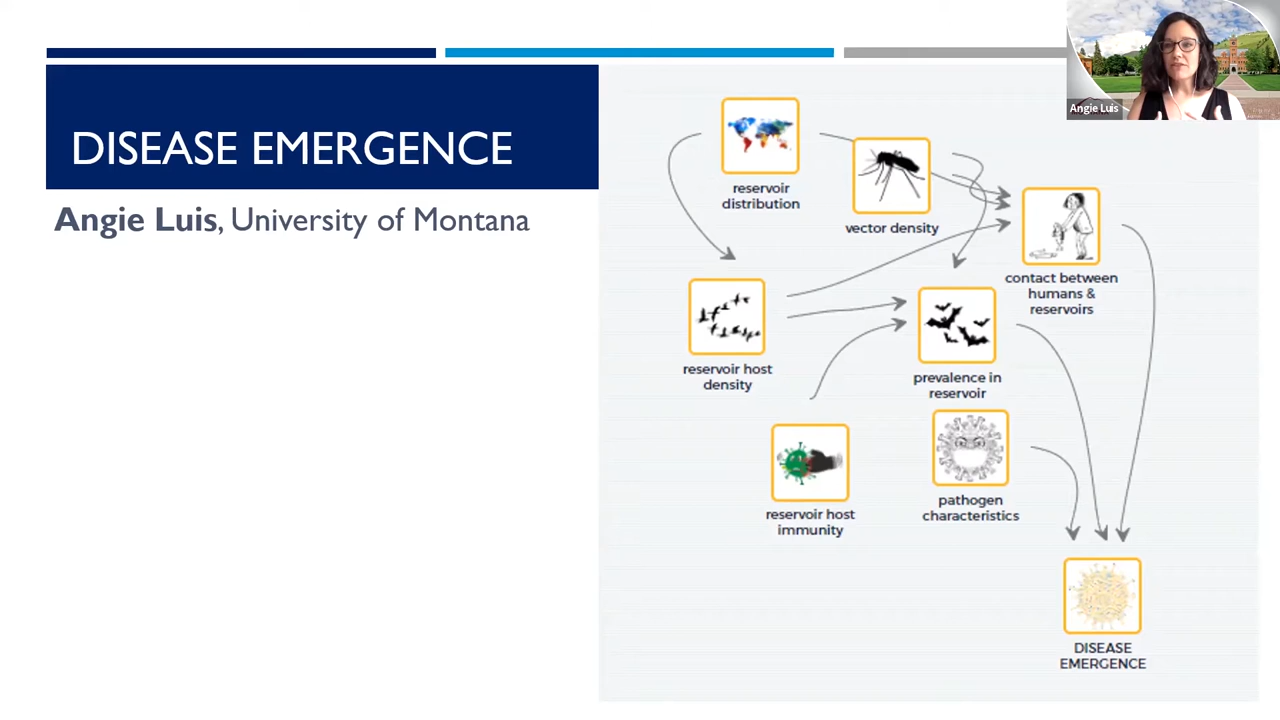 DISEASE EMERGENCE
Angie Luis, University of Montana
Angie Luis
reservoir
distribution
vector density
contact between
humans &
reservoirs
reservoir host
density
prevalence in
reservoir
reservoir host
immunity
pathogen
characteristics
DISEASE
EMERGENCE